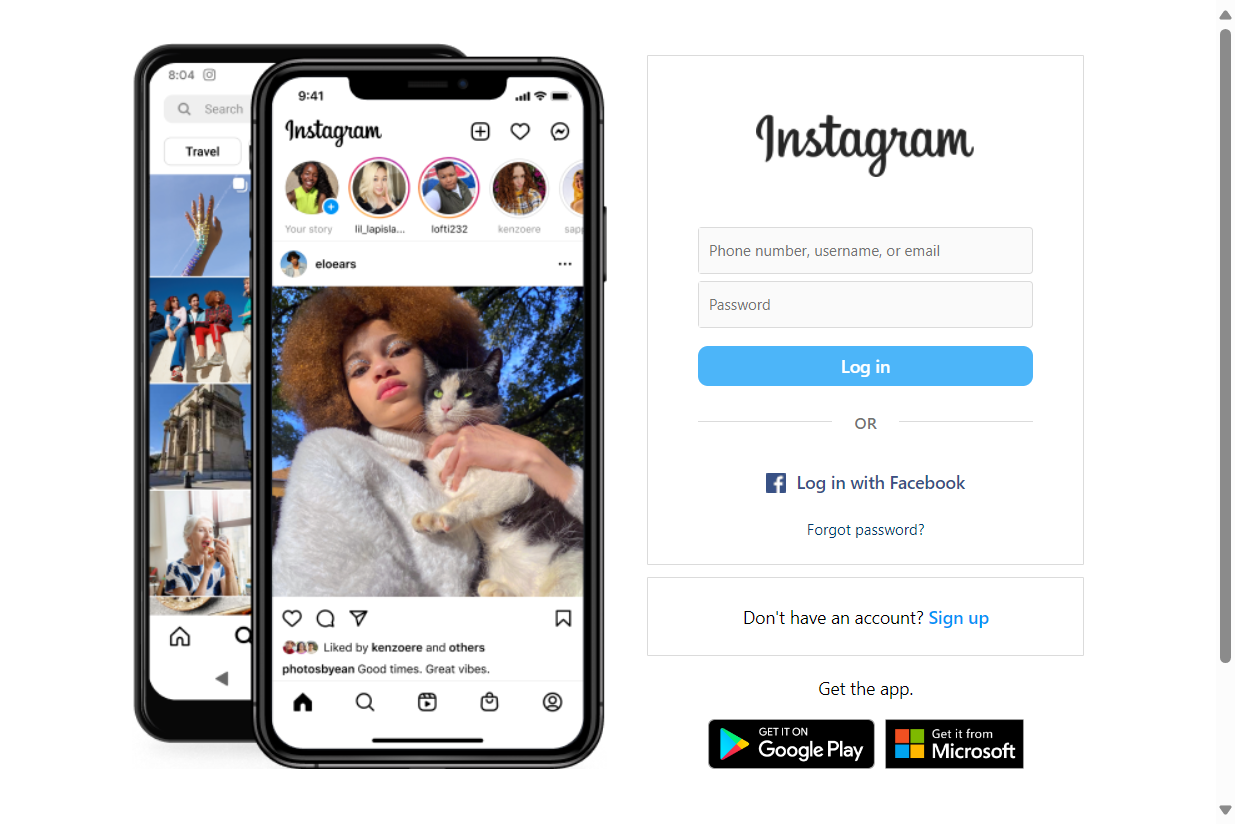 8:04
Search
Travel
9:41
Instagram
Your story
lil_lapisla...
lofti232
kenzoere
sapp
eloears
Liked by kenzoere and others
photosbyean Good times. Great vibes.
Instagram
Phone number, username, or email
Password
Log in
OR
Log in with Facebook
Forgot password?
Don't have an account? Sign up
Get the app.
GET IT ON
Google Play
Get it from
Microsoft